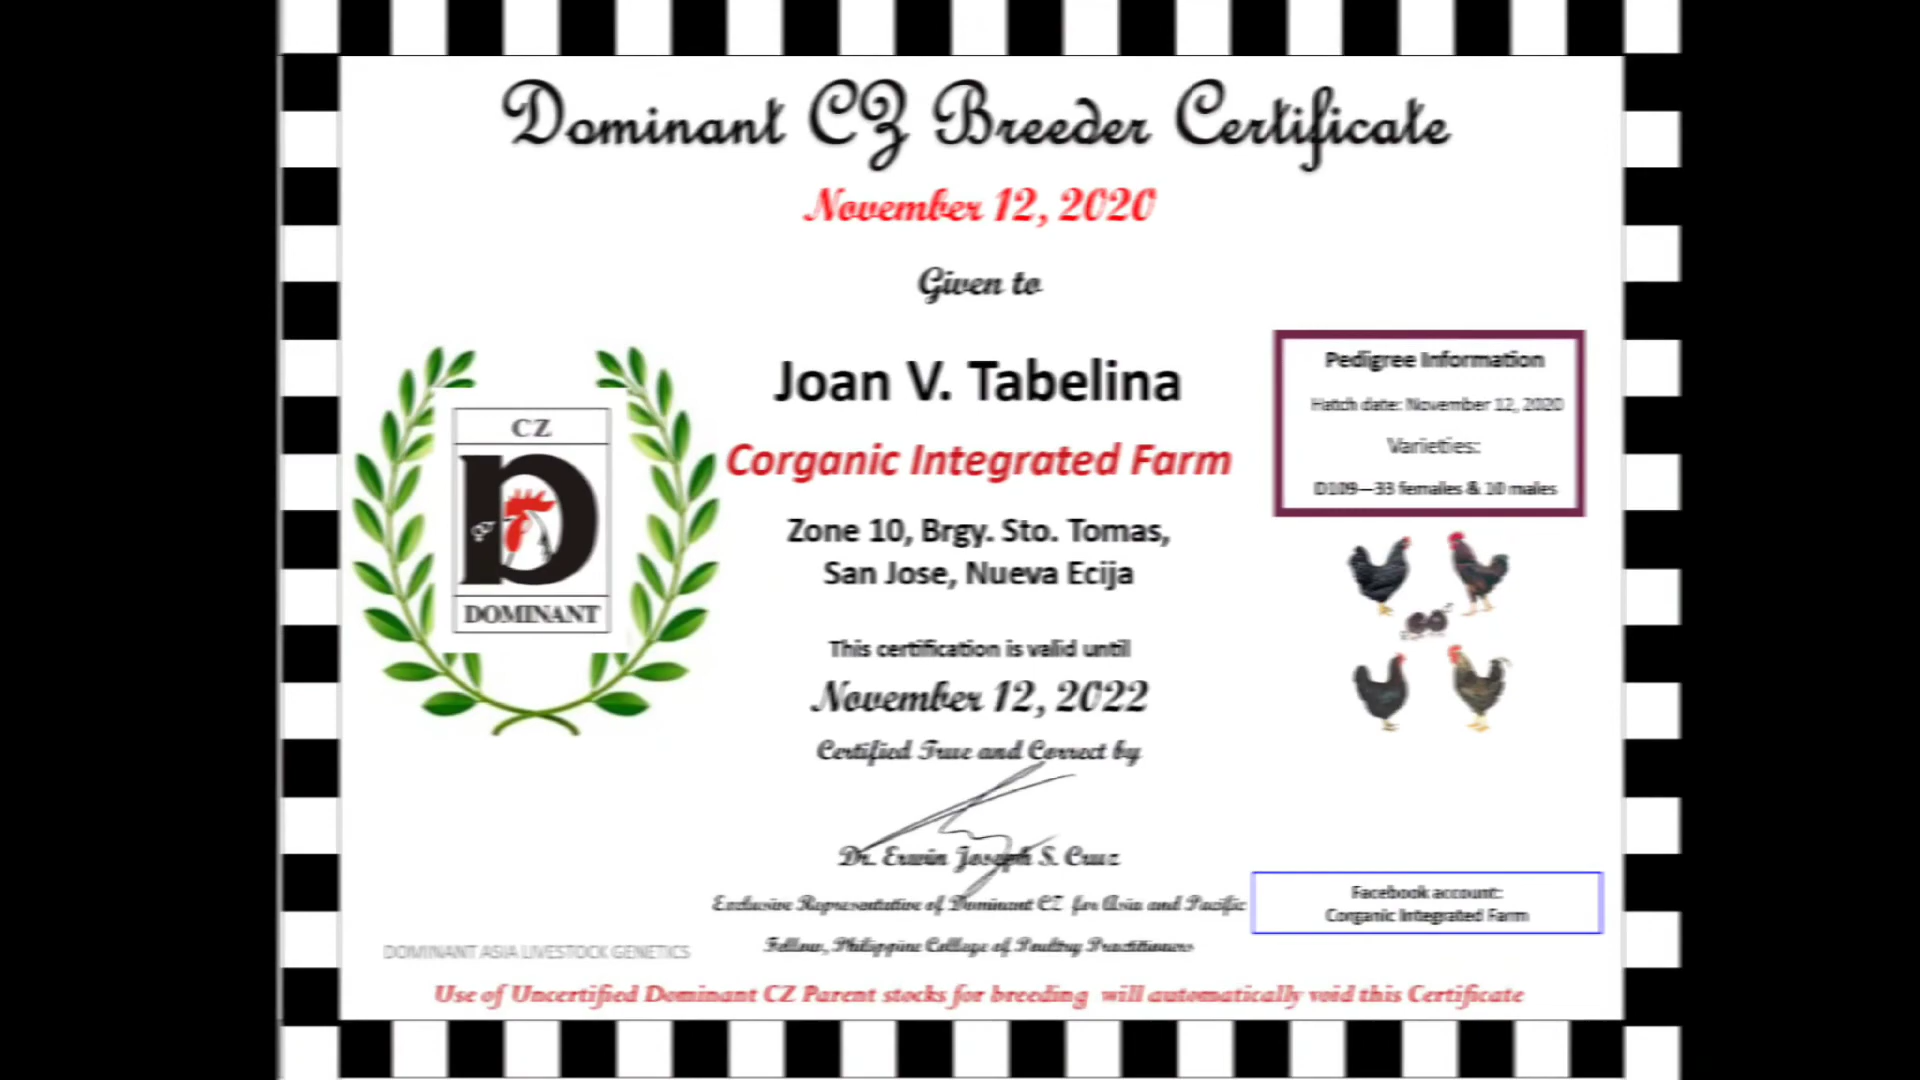 Dominant CZ Breeder Certificate
November 12, 2020
Given to
Joan V. Tabelina
Corganic Integrated Farm
Zone 10, Brgy. Sto. Tomas,
San Jose, Nueva Ecija
This certification is valid until
November 12, 2022
Certified True and Correct by
Dr. Erwin Joseph S. Cruz
Exclusive Representative of Dominant CZ for Asia and Pacific
Fellow, Philippine College of Poultry Practitioners
CZ
D
DOMINANT
Pedigree Information
Hatch date: November 12, 2020
Varieties:
D109—33 females & 10 males
Facebook account:
Corganic Integrated Farm
DOMINANT ASIA LIVESTOCK GENETICS
Use of Uncertified Dominant CZ Parent stocks for breeding will automatically void this Certificate